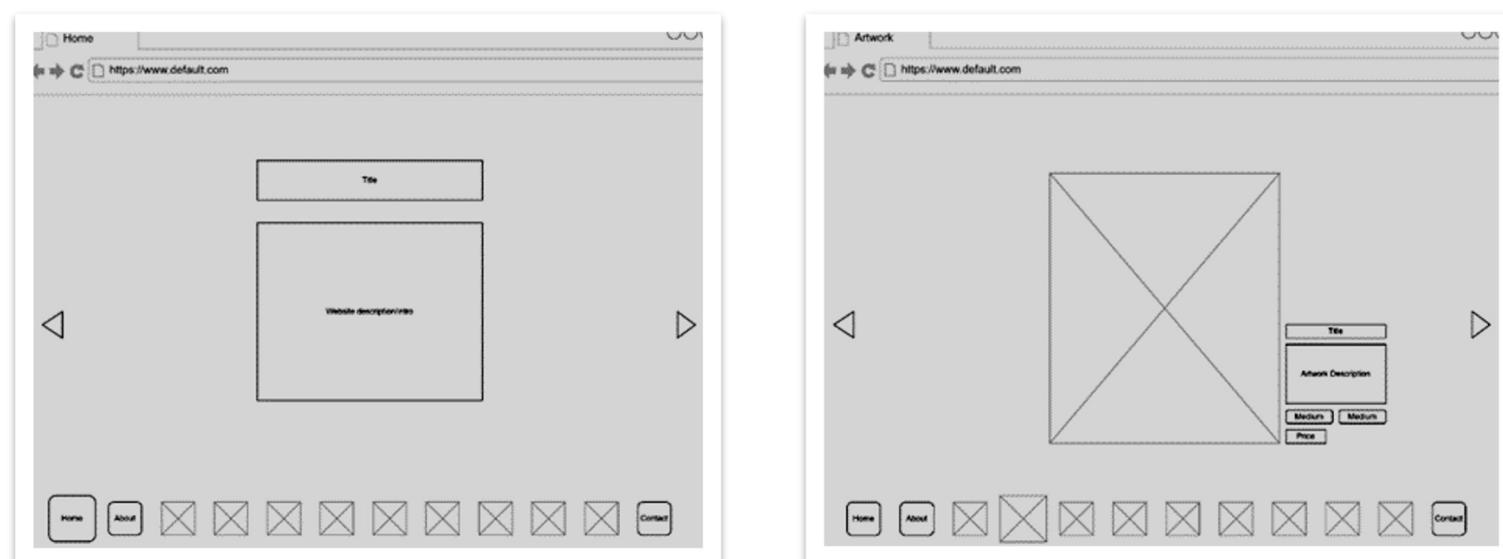 Home
https://www.default.com
Title
Website description/intro
Home
About
Contact
Artwork
https://www.default.com
Title
Artwork Description
Medium Medium
Price
Home
About
Contact